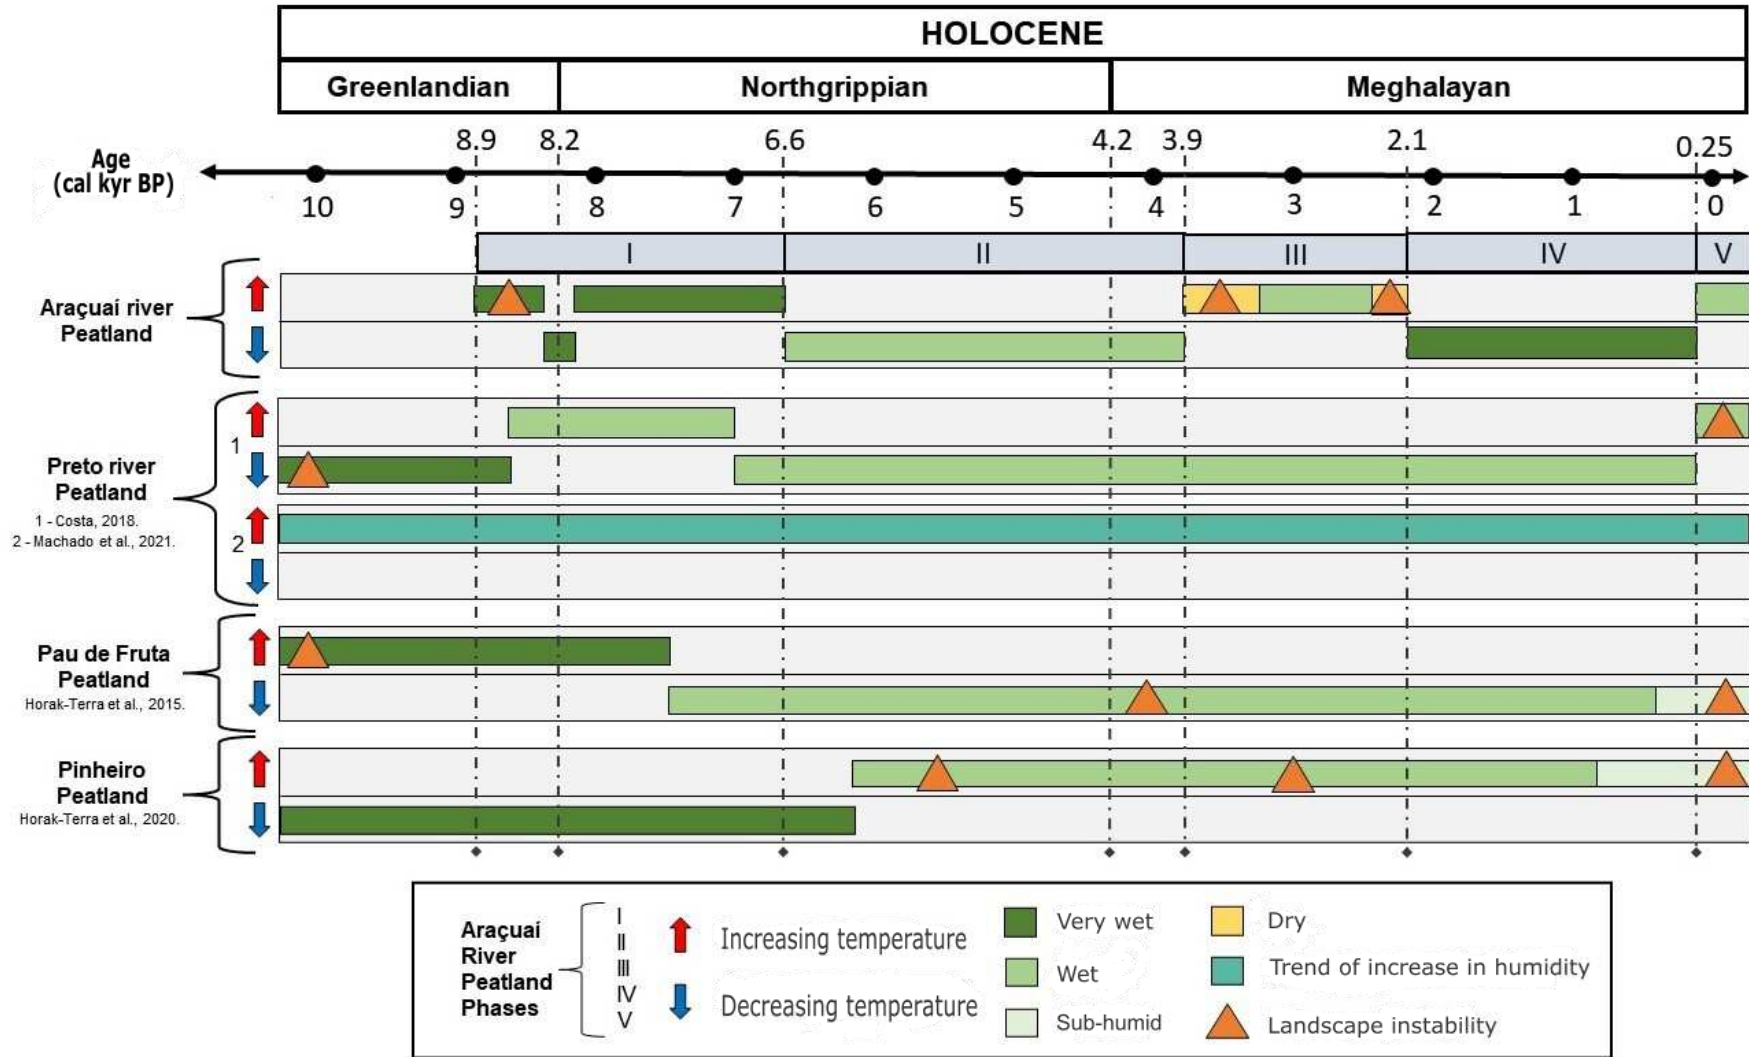 HOLOCENE
Greenlandian Northgrippian Meghalayan
8.9 8.2 6.6 4.2 3.9 2.1 0.25
Age
(cal kyr BP)
10 9 8 7 6 5 4 3 2 1 0
I II III IV V
Araçuaí river
Peatland
1
Preto river
Peatland
1 - Costa, 2018.
2 - Machado et al., 2021.
2
Pau de Fruta
Peatland
Horak-Terra et al., 2015.
Pinheiro
Peatland
Horak-Terra et al., 2020.
Araçuaí
River
Peatland
Phases
I
II
III
IV
V
Increasing temperature
Decreasing temperature
Very wet
Wet
Sub-humid
Dry
Trend of increase in humidity
Landscape instability